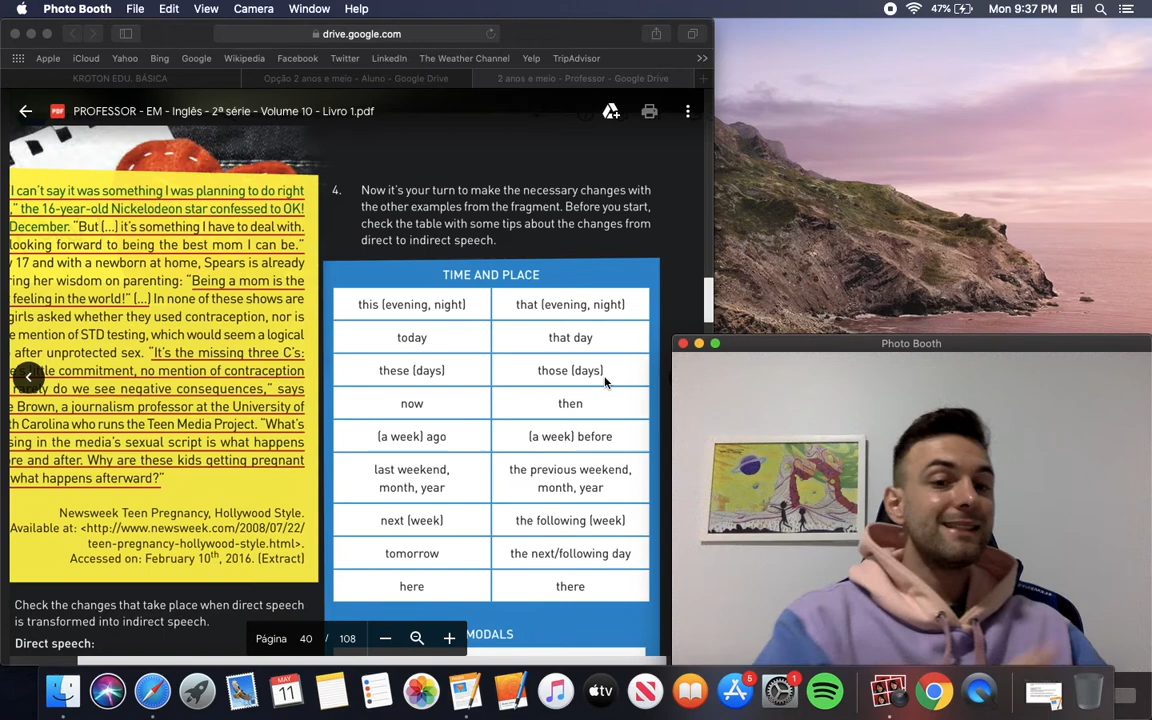 Photo Booth File Edit View Camera Window Help
47% Mon 9:37 PM Eli
drive.google.com
Apple iCloud Yahoo Bing Google Wikipedia Facebook Twitter LinkedIn The Weather Channel Yelp TripAdvisor
KROTON EDU. BÁSICA
Opção 2 anos e meio - Aluno - Google Drive
2 anos e meio - Professor - Google Drive
PDF
PROFESSOR - EM - Inglês - 2ª série - Volume 10 - Livro 1.pdf
I can't say it was something I was planning to do right
," the 16-year-old Nickelodeon star confessed to OK!
December. "But (...) it's something I have to deal with.
looking forward to being the best mom I can be."
17 and with a newborn at home, Spears is already
ring her wisdom on parenting: "Being a mom is the
feeling in the world!" (...) In none of these shows are
girls asked whether they used contraception, nor is
mention of STD testing, which would seem a logical
after unprotected sex. "It's the missing three C's:
little commitment, no mention of contraception
rarely do we see negative consequences," says
Brown, a journalism professor at the University of
h Carolina who runs the Teen Media Project. "What's
sing in the media's sexual script is what happens
re and after. Why are these kids getting pregnant
what happens afterward?"
Newsweek Teen Pregnancy, Hollywood Style.
Available at: <http://www.newsweek.com/2008/07/22/
teen-pregnancy-hollywood-style.html>.
Accessed on: February 10th, 2016. (Extract)
Check the changes that take place when direct speech
is transformed into indirect speech.
Direct speech:
4. Now it's your turn to make the necessary changes with
the other examples from the fragment. Before you start,
check the table with some tips about the changes from
direct to indirect speech.
TIME AND PLACE
this (evening, night) that (evening, night)
today that day
these (days) those (days)
now then
(a week) ago (a week) before
last weekend, the previous weekend,
month, year month, year
next (week) the following (week)
tomorrow the next/following day
here there
MODALS
Página 40 / 108
Photo Booth
MAY
11
tv
5
1